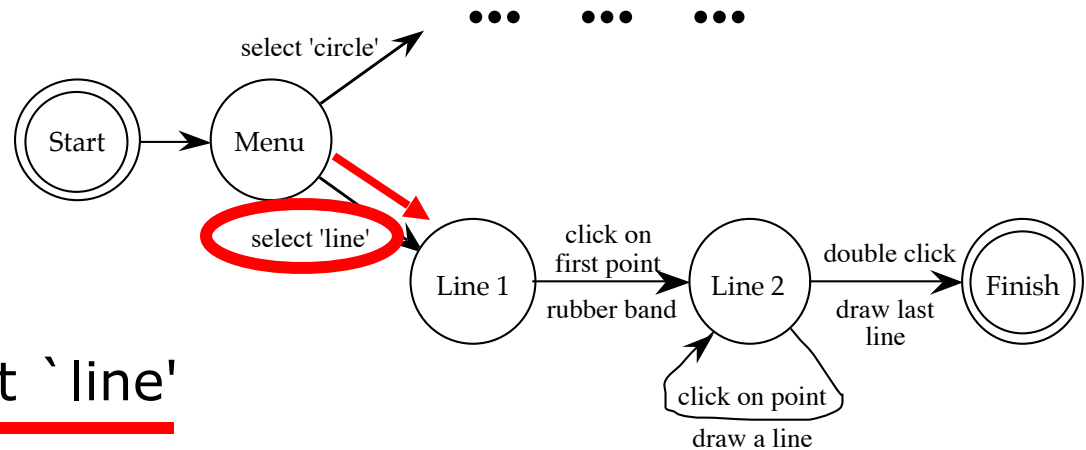 ••• ••• •••
select 'circle'
Start
Menu
select 'line'
Line 1
click on
first point
rubber band
Line 2
double click
draw last
line
Finish
click on point
draw a line
t `line'